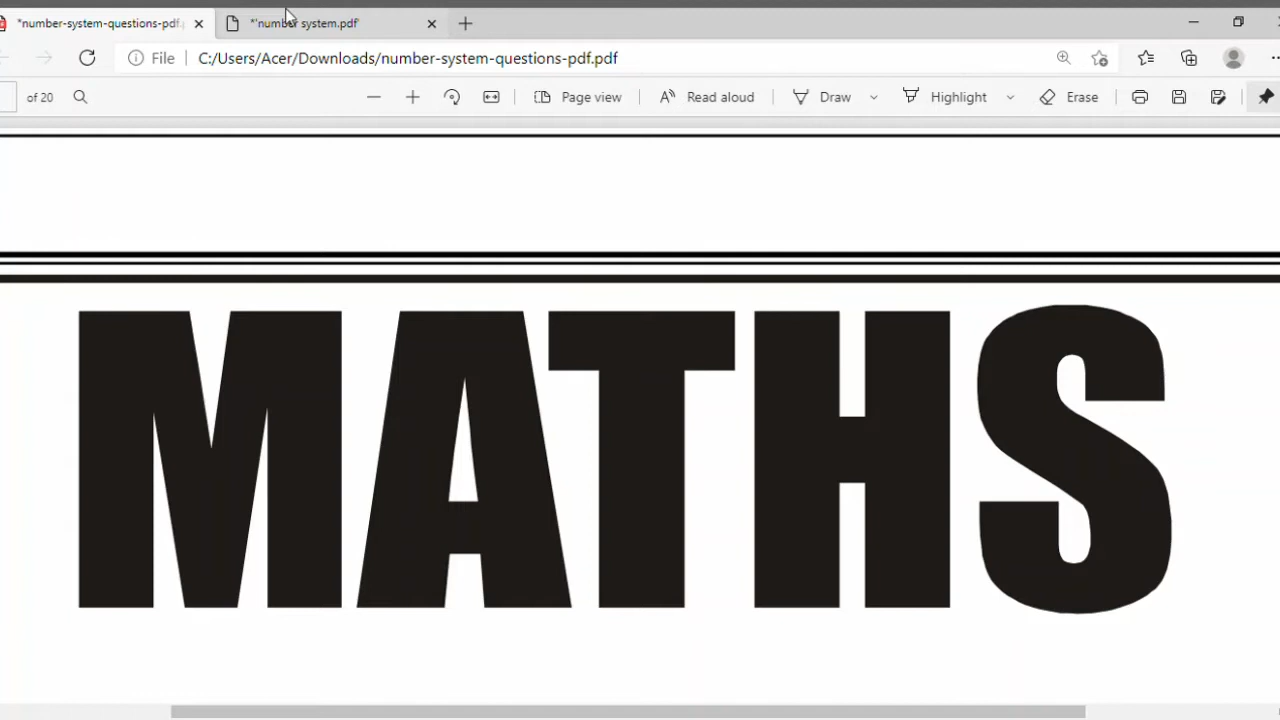 *number-system-questions-pdf.
*'number system.pdf'
File
C:/Users/Acer/Downloads/number-system-questions-pdf.pdf
of 20
Page view
Read aloud
Draw
Highlight
Erase
MATHS